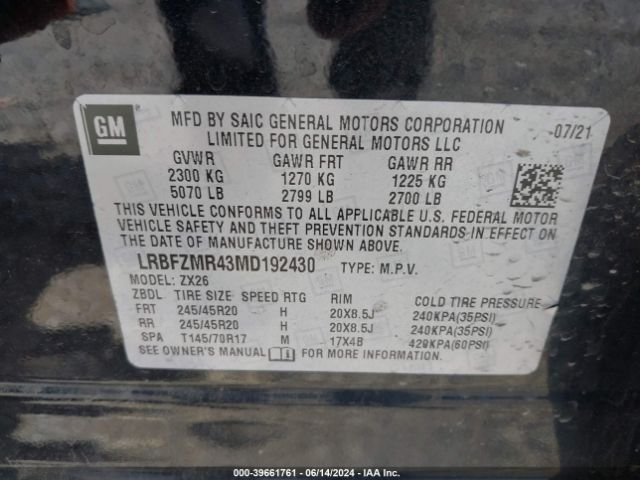 GM
MFD BY SAIC GENERAL MOTORS CORPORATION 07/21
LIMITED FOR GENERAL MOTORS LLC
GVWR GAWR FRT GAWR RR
2300 KG 1270 KG 1225 KG
5070 LB 2799 LB 2700 LB
THIS VEHICLE CONFORMS TO ALL APPLICABLE U.S. FEDERAL MOTOR
VEHICLE SAFETY AND THEFT PREVENTION STANDARDS IN EFFECT ON
THE DATE OF MANUFACTURE SHOWN ABOVE.
LRBFZMR43MD192430 TYPE: M.P.V.
MODEL: ZX26
ZBDL TIRE SIZE SPEED RTG RIM COLD TIRE PRESSURE
FRT 245/45R20 H 20X8.5J 240KPA(35PSI)
RR 245/45R20 H 20X8.5J 240KPA(35PSI)
SPA T145/70R17 M 17X4B 420KPA(60PSI)
SEE OWNER'S MANUAL FOR MORE INFORMATION
000-39661761 - 06/14/2024 - IAA Inc.